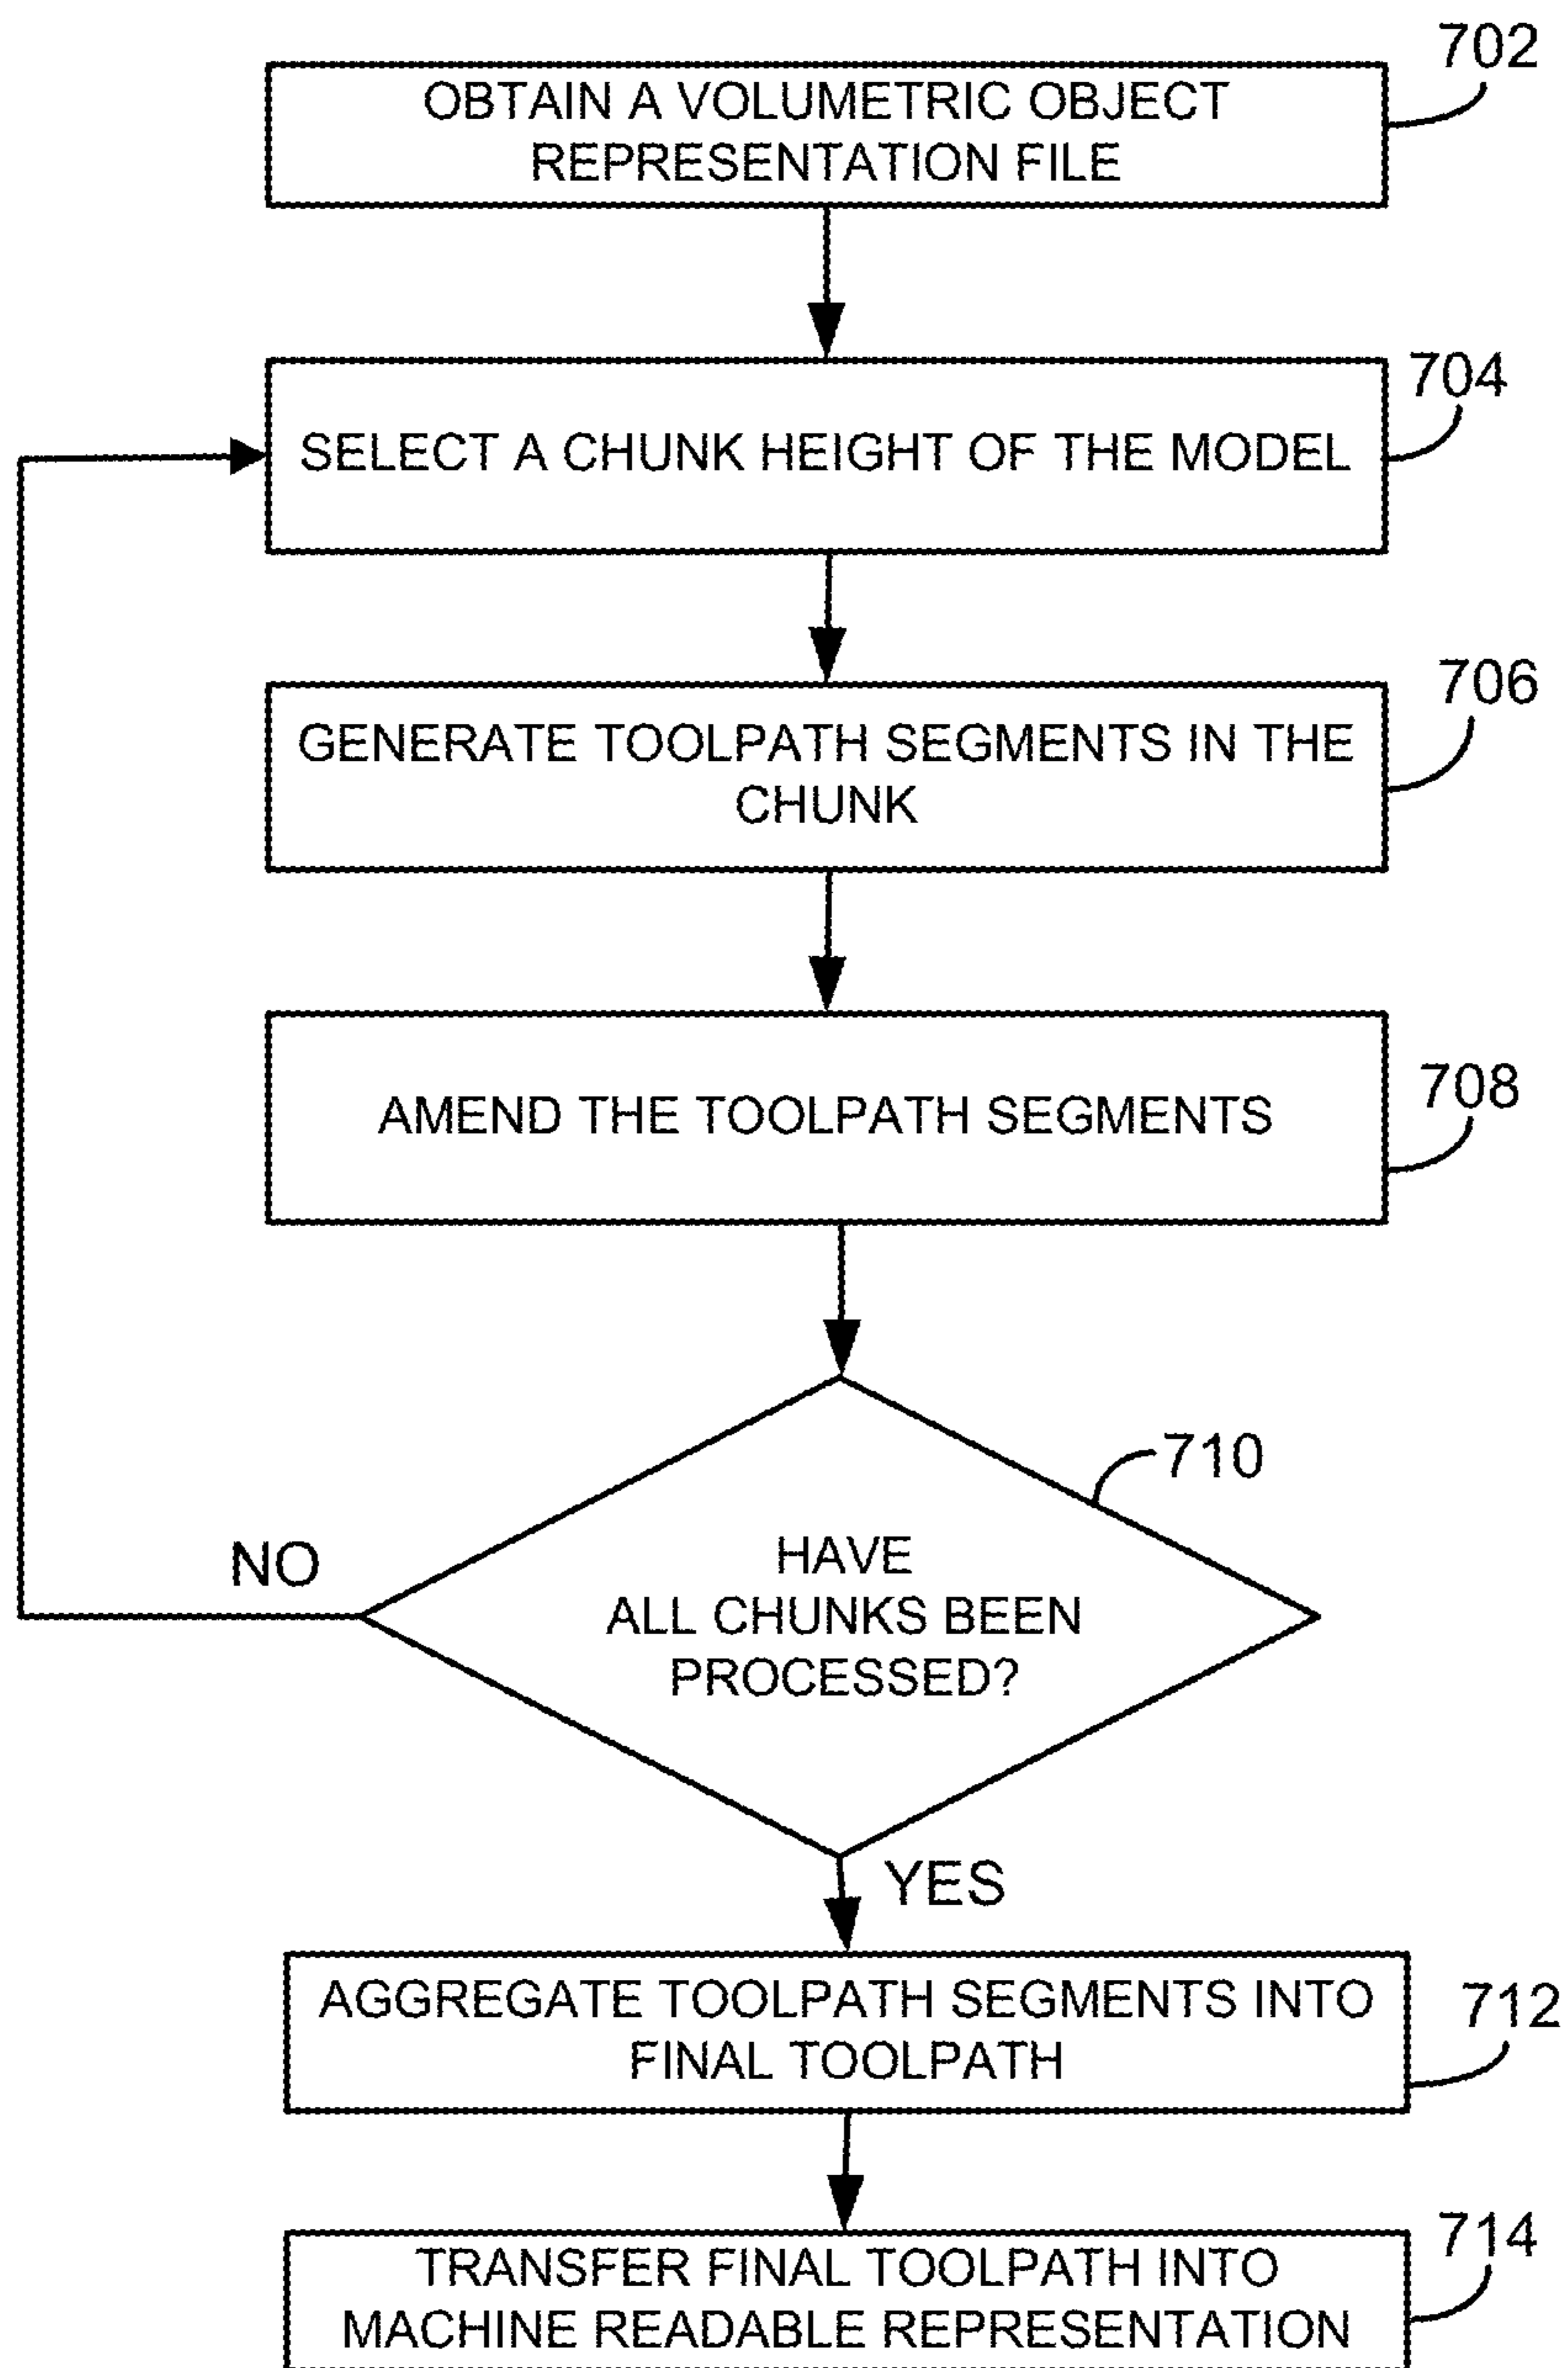 702
OBTAIN A VOLUMETRIC OBJECT
REPRESENTATION FILE
704
SELECT A CHUNK HEIGHT OF THE MODEL
706
GENERATE TOOLPATH SEGMENTS IN THE
CHUNK
708
AMEND THE TOOLPATH SEGMENTS
710
HAVE
ALL CHUNKS BEEN
PROCESSED?
NO
YES
AGGREGATE TOOLPATH SEGMENTS INTO
FINAL TOOLPATH
712
TRANSFER FINAL TOOLPATH INTO
MACHINE READABLE REPRESENTATION
714